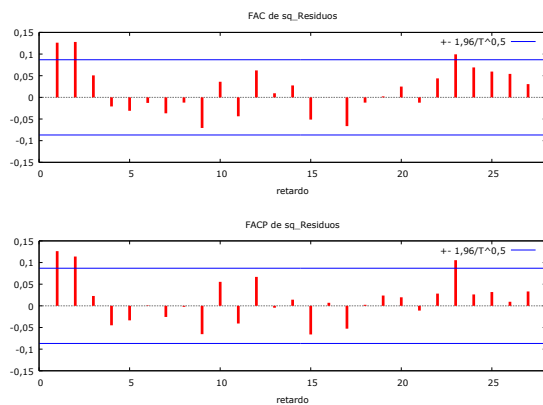 FAC de sq_Residuos
+- 1,96/T^0,5
0,15
0,1
0,05
0
-0,05
-0,1
-0,15
0 5 10 15 20 25
retardo
FACP de sq_Residuos
+- 1,96/T^0,5
0,15
0,1
0,05
0
-0,05
-0,1
-0,15
0 5 10 15 20 25
retardo